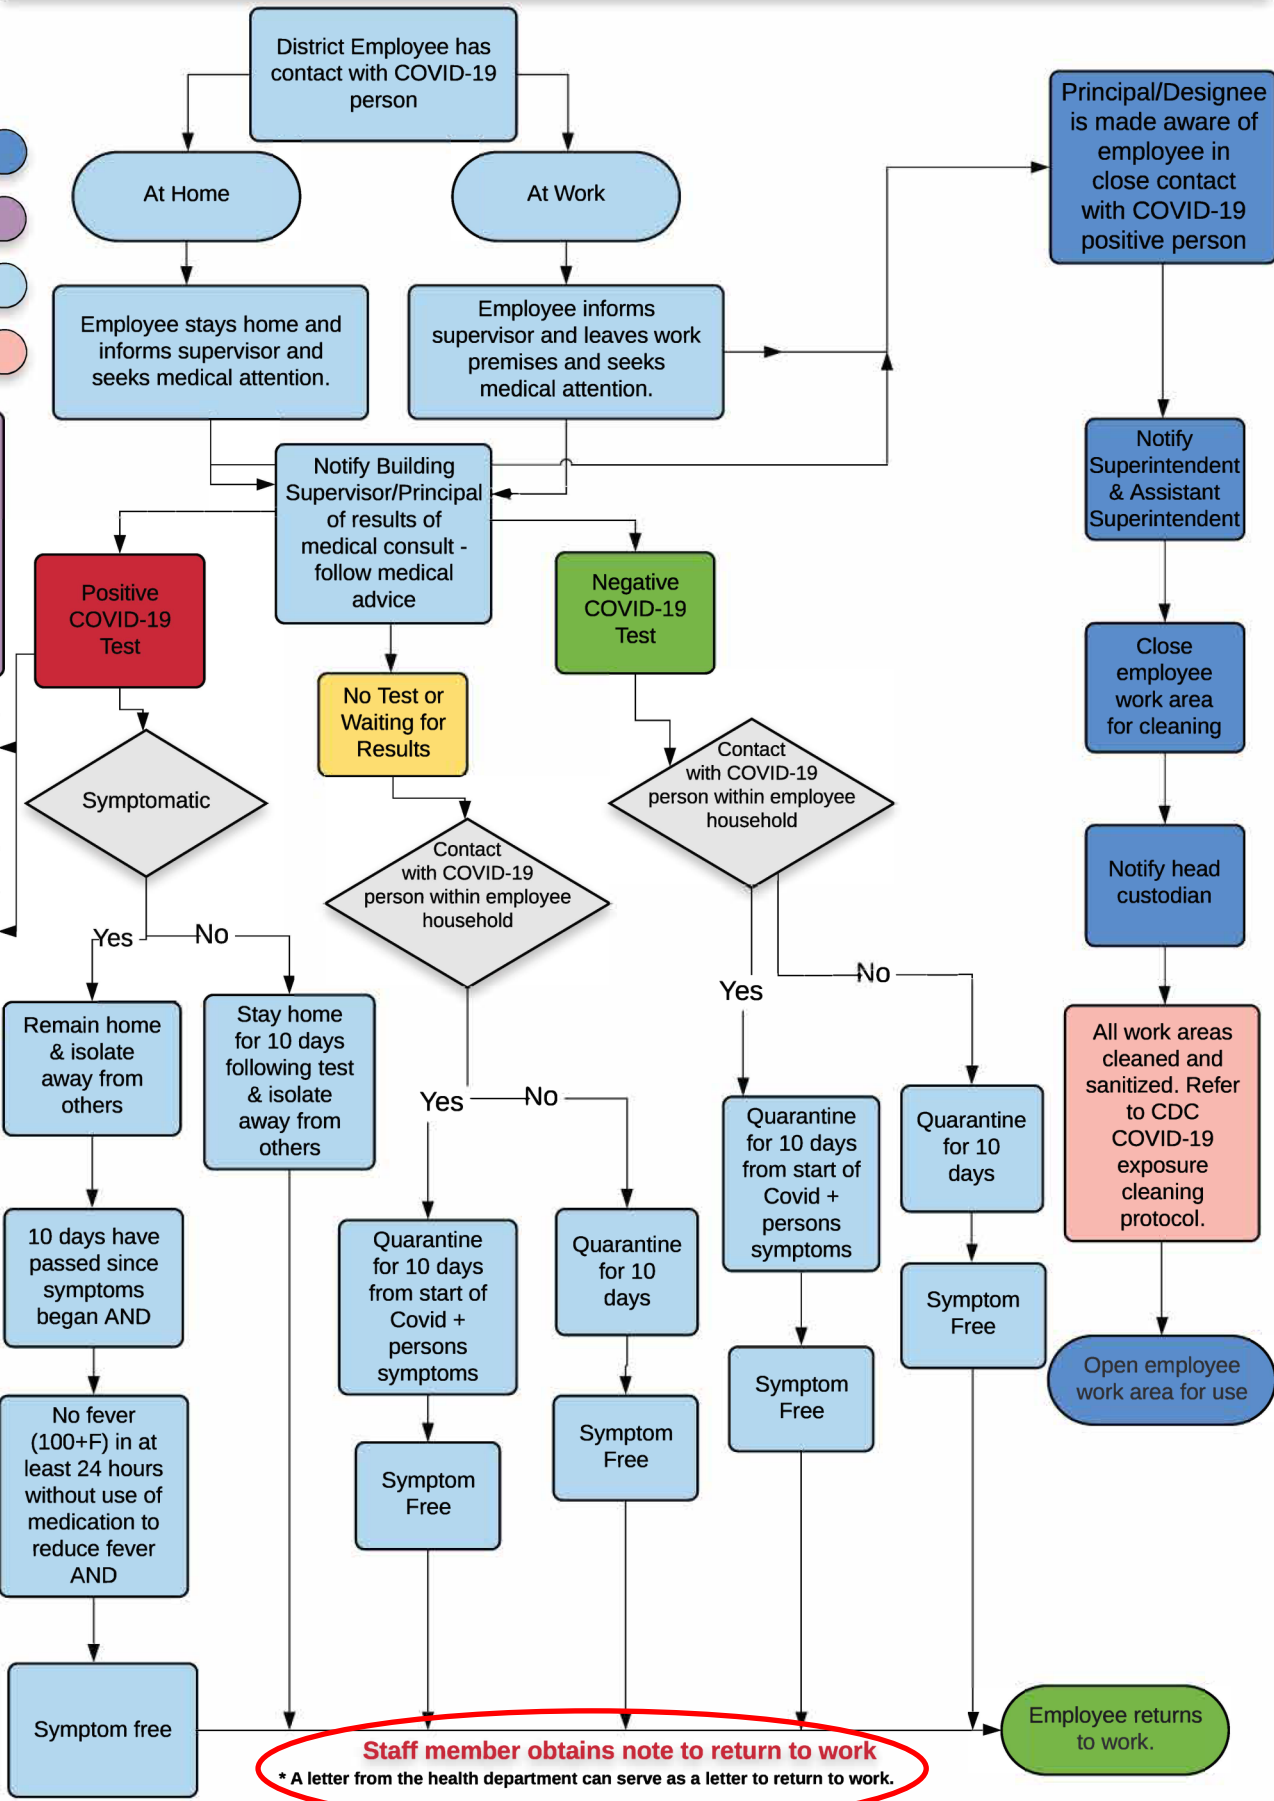 District Employee has
contact with COVID-19
person
At Home
At Work
Principal/Designee
is made aware of
employee in
close contact
with COVID-19
positive person
Employee stays home and
informs supervisor and
seeks medical attention.
Employee informs
supervisor and leaves work
premises and seeks
medical attention.
Notify Building
Supervisor/Principal
of results of
medical consult -
follow medical
advice
Notify
Superintendent
& Assistant
Superintendent
Positive
COVID-19
Test
No Test or
Waiting for
Results
Negative
COVID-19
Test
Close
employee
work area
for cleaning
Symptomatic
Contact
with COVID-19
person within employee
household
Contact
with COVID-19
person within employee
household
Notify head
custodian
Yes
No
Yes
No
Yes
No
Remain home
& isolate
away from
others
Stay home
for 10 days
following test
& isolate
away from
others
Quarantine
for 10 days
from start of
Covid +
persons
symptoms
Quarantine
for 10
days
Quarantine
for 10 days
from start of
Covid +
persons
symptoms
Quarantine
for 10
days
All work areas
cleaned and
sanitized. Refer
to CDC
COVID-19
exposure
cleaning
protocol.
10 days have
passed since
symptoms
began AND
Symptom
Free
Symptom
Free
Symptom
Free
Symptom
Free
Open employee
work area for use
No fever
(100+F) in at
least 24 hours
without use of
medication to
reduce fever
AND
Symptom free
Staff member obtains note to return to work
* A letter from the health department can serve as a letter to return to work.
Employee returns
to work.